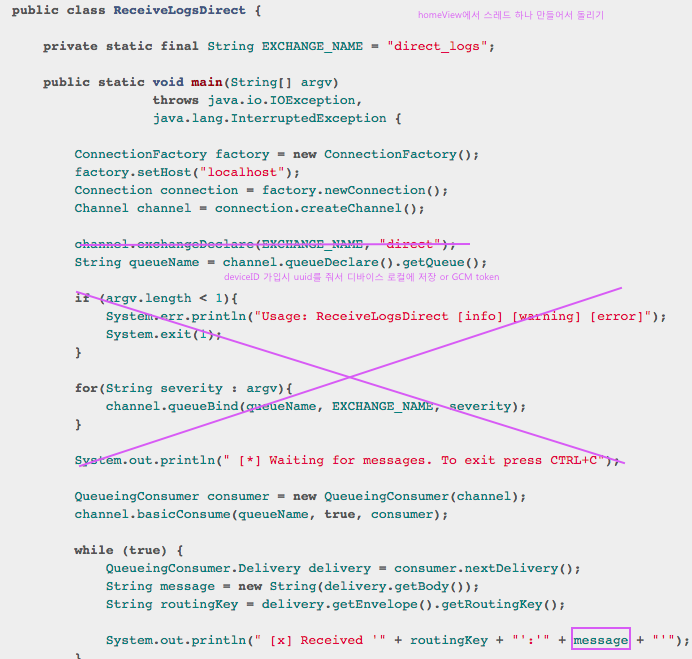 public class ReceiveLogsDirect {
homeView에서 스레드 하나 만들어서 돌리기
private static final String EXCHANGE_NAME = "direct_logs";
public static void main(String[] argv)
throws java.io.IOException,
java.lang.InterruptedException {
ConnectionFactory factory = new ConnectionFactory();
factory.setHost("localhost");
Connection connection = factory.newConnection();
Channel channel = connection.createChannel();
channel.exchangeDeclare(EXCHANGE_NAME, "direct");
String queueName = channel.queueDeclare().getQueue();
deviceID 가입시 uuid를 줘서 디바이스 로컬에 저장 or GCM token
if (argv.length < 1){
System.err.println("Usage: ReceiveLogsDirect [info] [warning] [error]");
System.exit(1);
}
for(String severity : argv){
channel.queueBind(queueName, EXCHANGE_NAME, severity);
}
System.out.println(" [*] Waiting for messages. To exit press CTRL+C");
QueueingConsumer consumer = new QueueingConsumer(channel);
channel.basicConsume(queueName, true, consumer);
while (true) {
QueueingConsumer.Delivery delivery = consumer.nextDelivery();
String message = new String(delivery.getBody());
String routingKey = delivery.getEnvelope().getRoutingKey();
System.out.println(" [x] Received '" + routingKey + "':'" + message + "'");
}